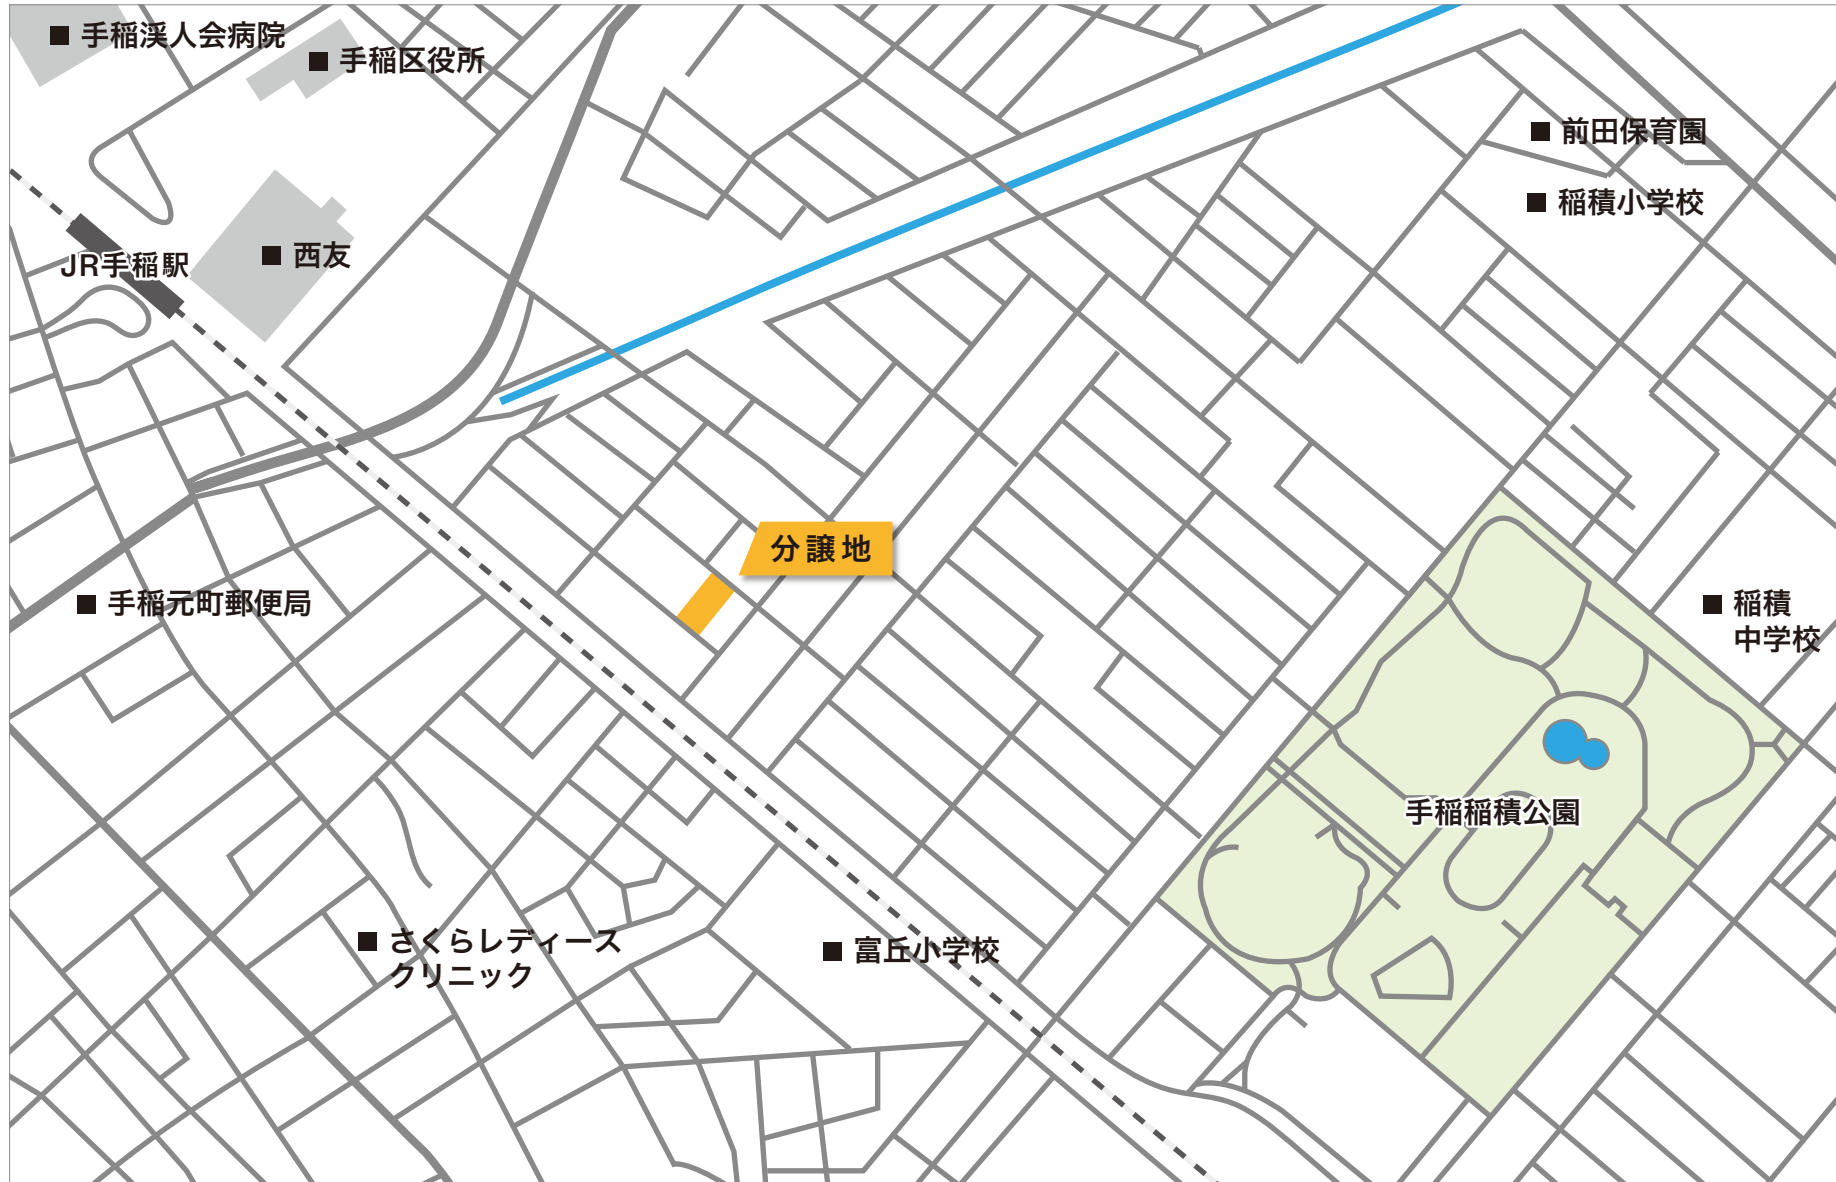 ■ 手稲渓人会病院
■ 手稲区役所
■ 前田保育園
■ 稲積小学校
■ 西友
JR手稲駅
分譲地
■ 手稲元町郵便局
■ 稲積
中学校
手稲稲積公園
■ さくらレディース
クリニック
■ 富丘小学校